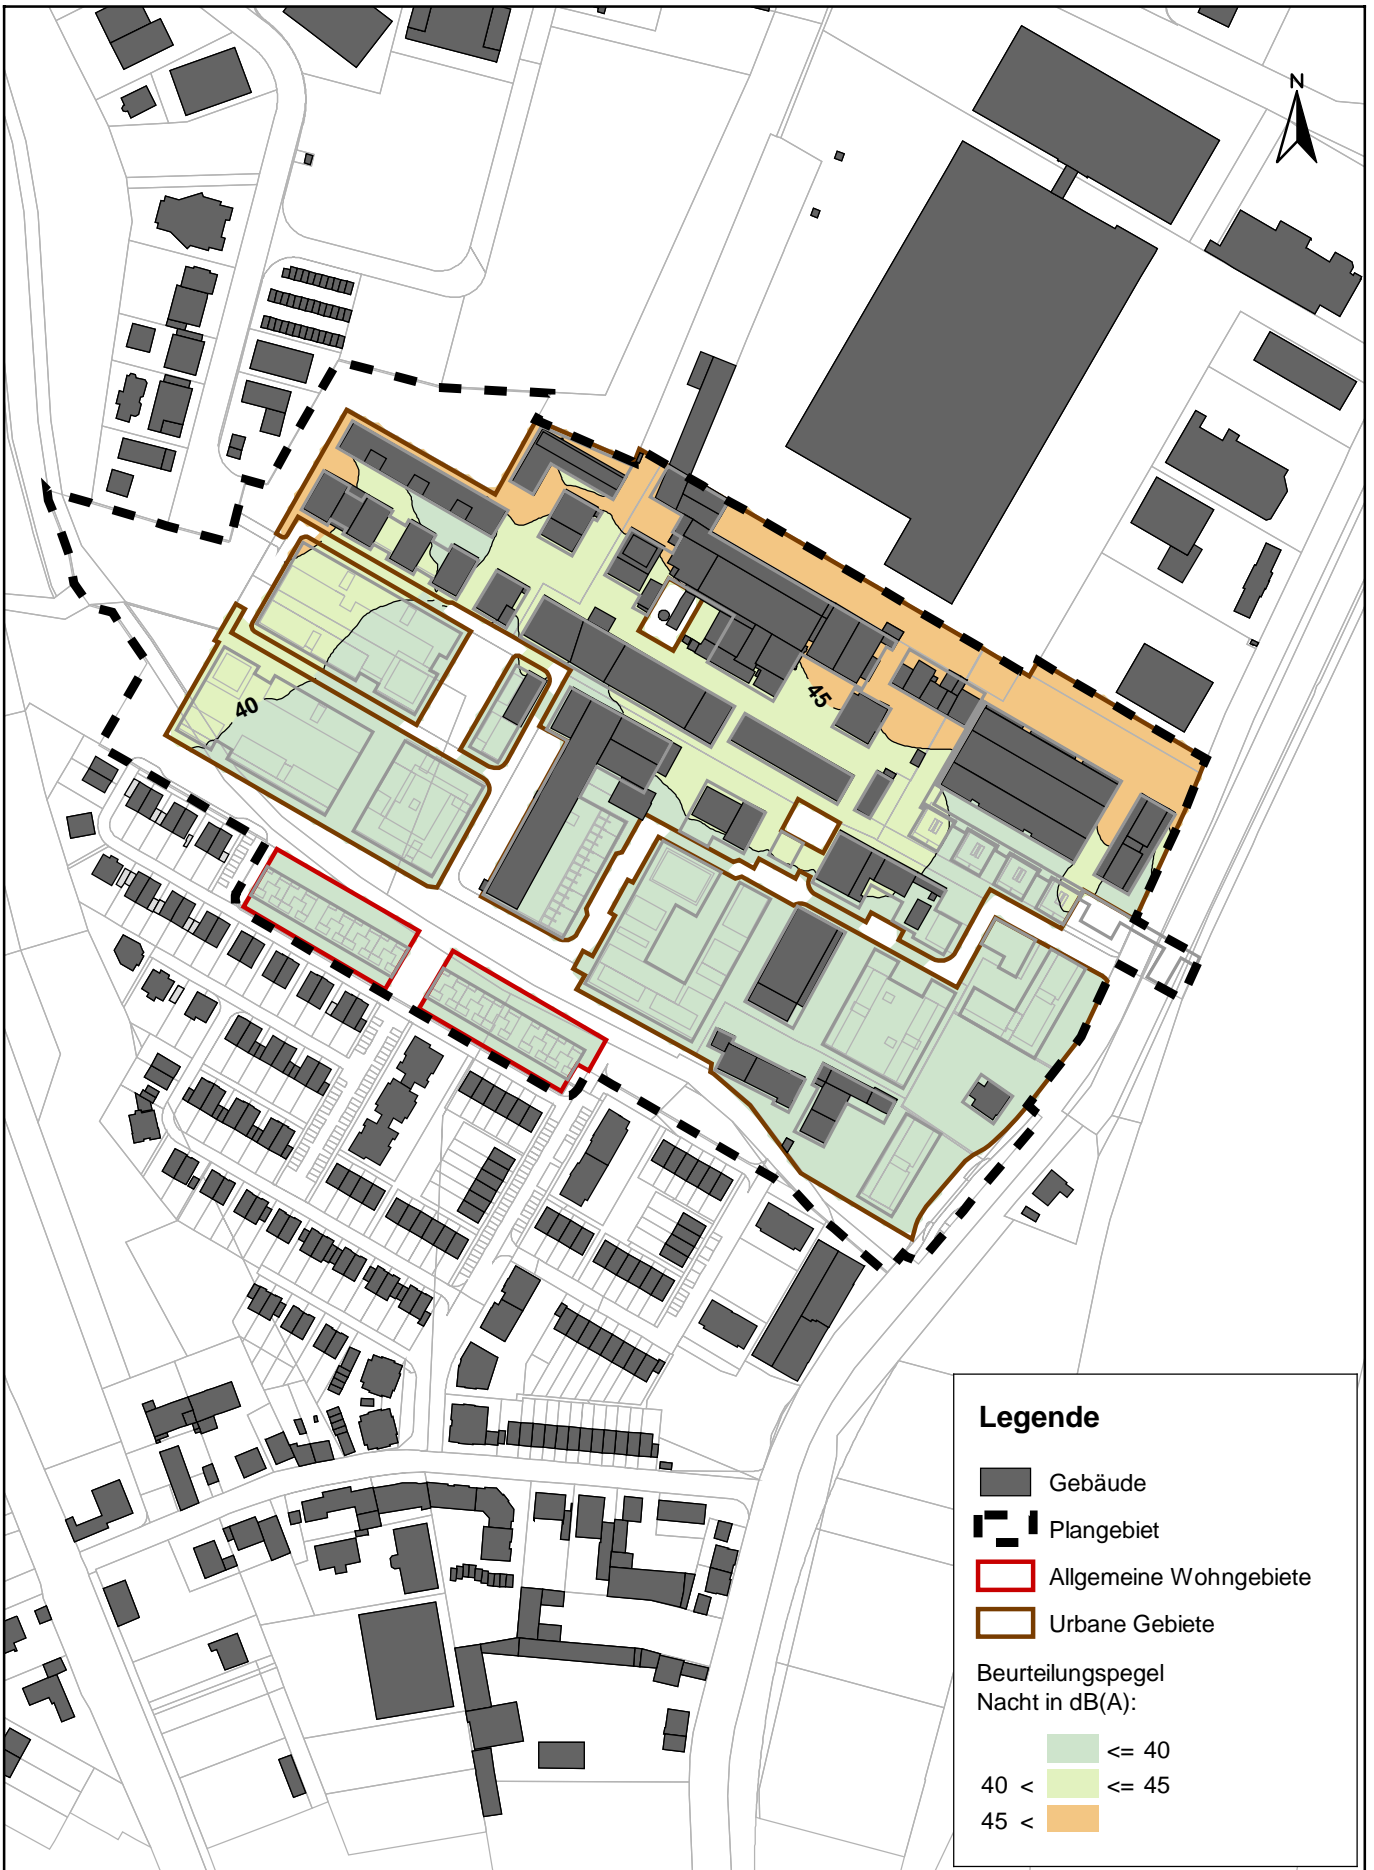 N
45
40
Legende
Gebäude
Plangebiet
Allgemeine Wohngebiete
Urbane Gebiete
Beurteilungspegel
Nacht in dB(A):
<= 40
40 < <= 45
45 <